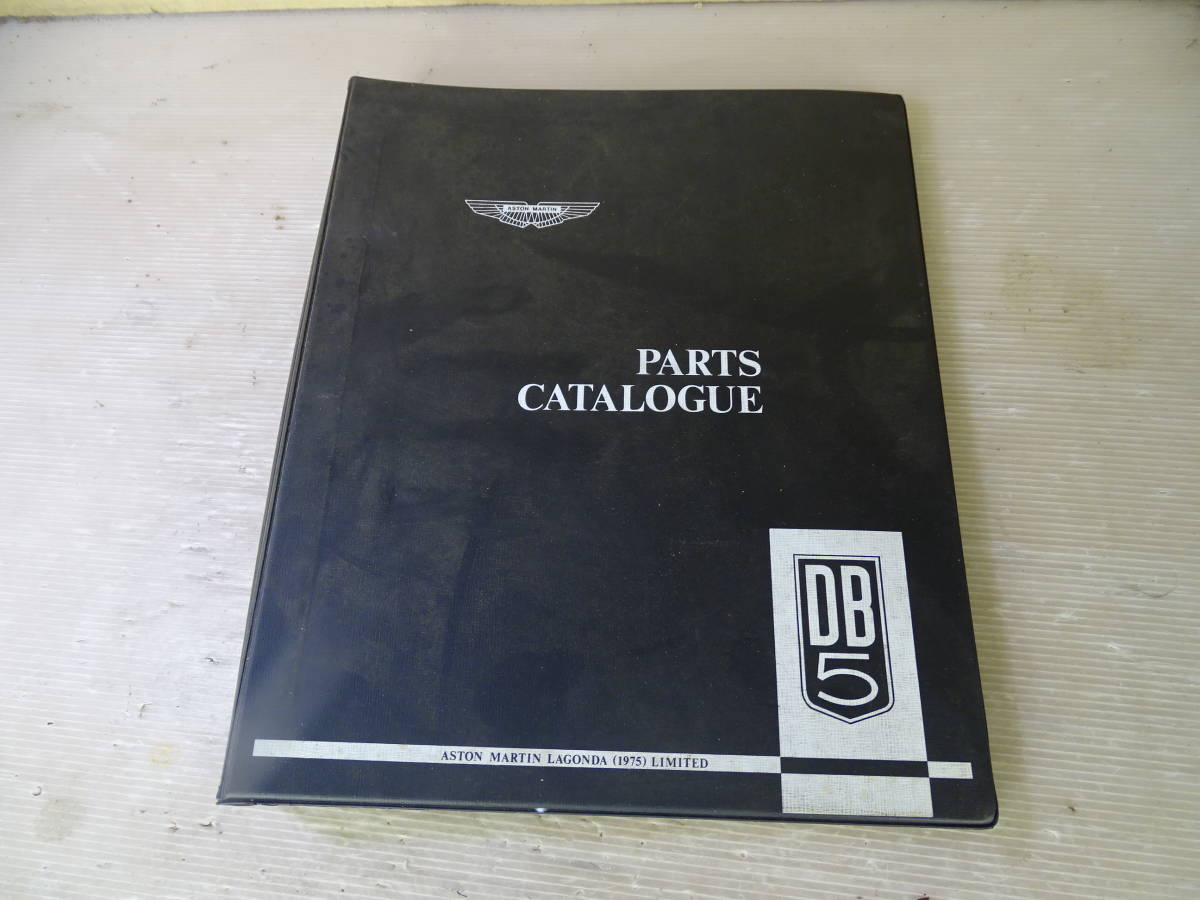 ASTON MARTIN
PARTS
CATALOGUE
DB
5
ASTON MARTIN LAGONDA (1975) LIMITED